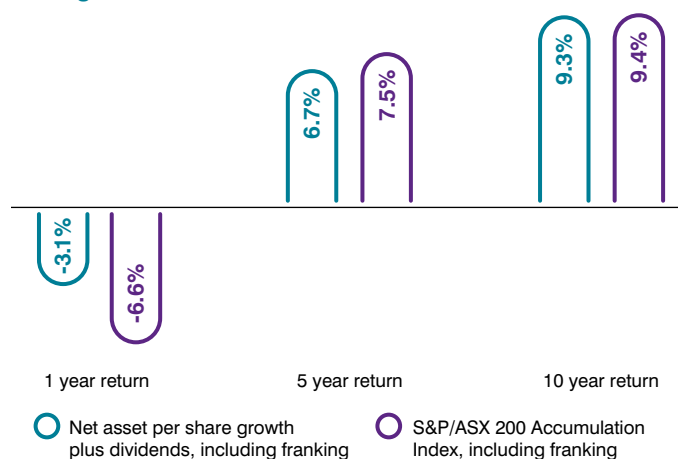 6.7%
7.5%
9.3%
9.4%
-3.1%
-6.6%
1 year return
5 year return
10 year return
Net asset per share growth
plus dividends, including franking
S&P/ASX 200 Accumulation
Index, including franking